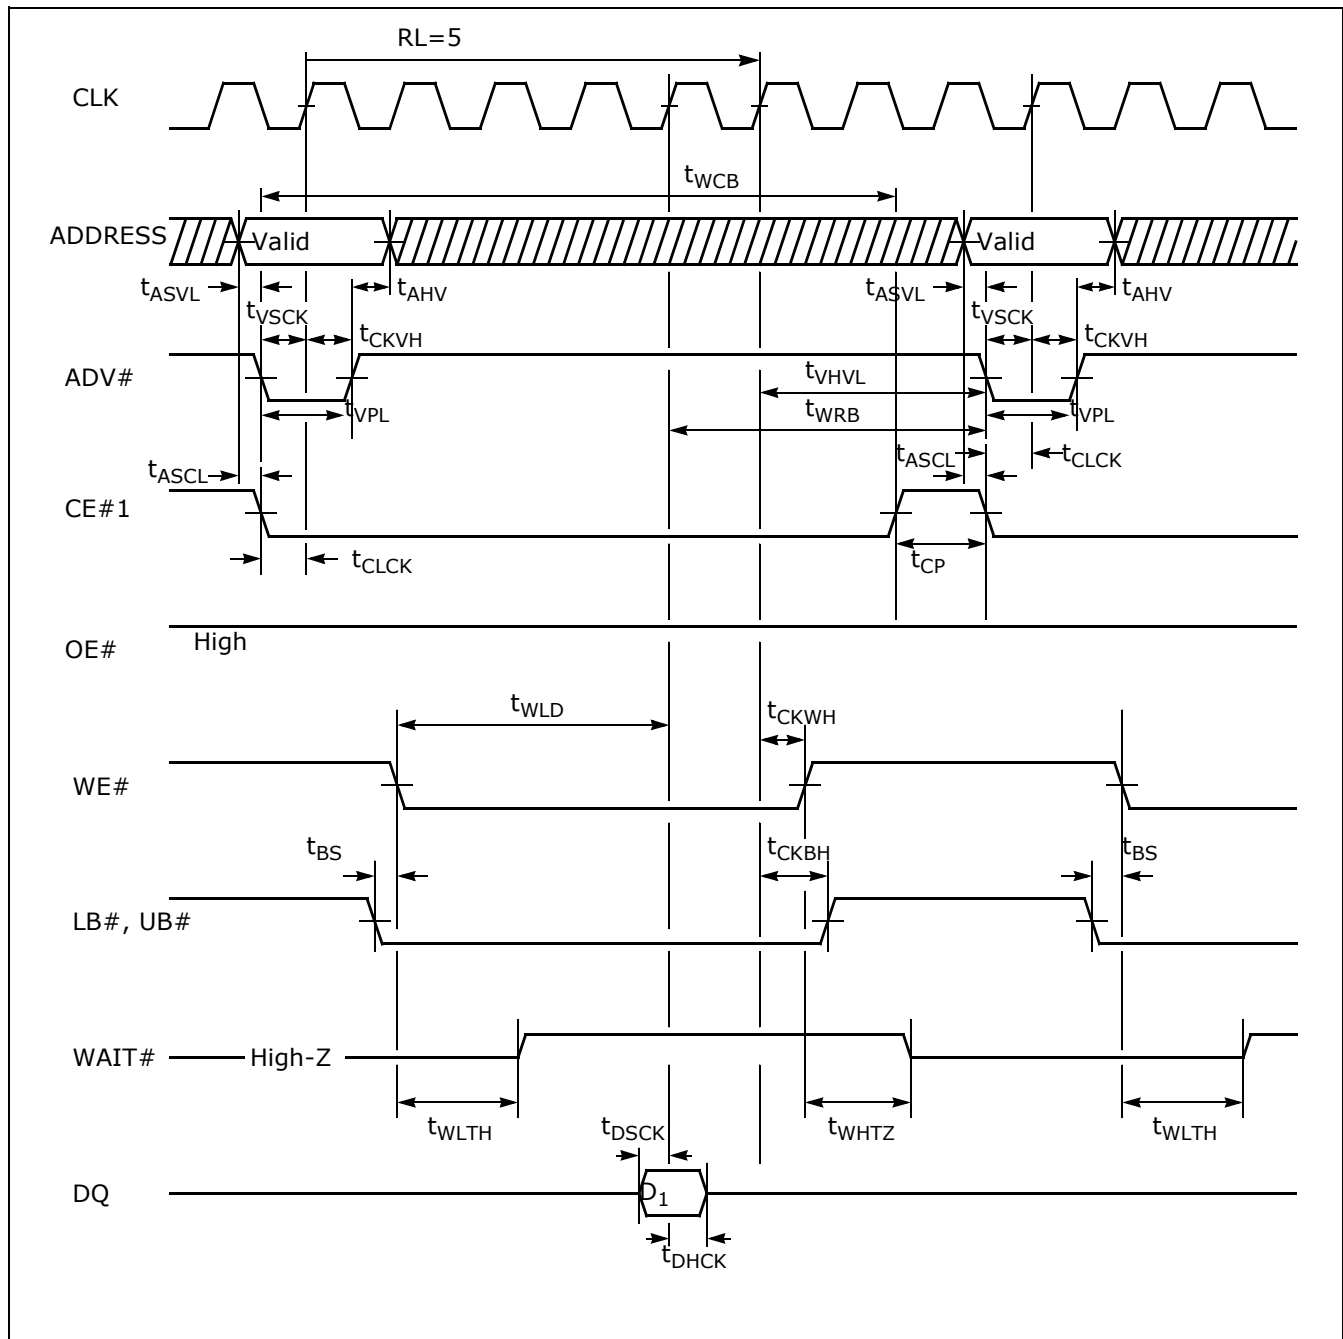 RL=5
CLK
tWCB
ADDRESS Valid Valid
tASVL tAHV tASVL tAHV
tVSCK tVSCK
tCKVH tCKVH
ADV# tVHVL
tVPL tWRB tVPL
tASCL tASCL tCLCK
CE#1
tCLCK tCP
OE# High
tWLD tCKWH
WE#
tBS tCKBH tBS
LB#, UB#
WAIT# High-Z
tWLTH tDSCK tWHTZ tWLTH
DQ D1
tDHCK